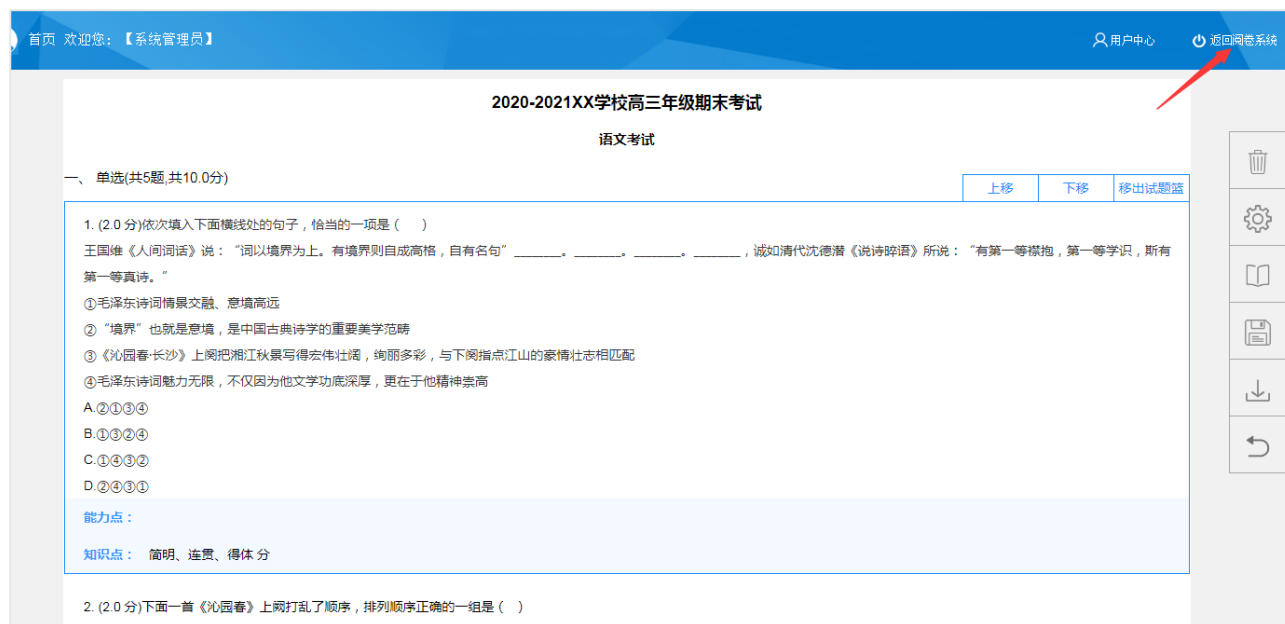 首页 欢迎您：【系统管理员】 用户中心 返回阅卷系统
2020-2021XX学校高三年级期末考试
语文考试
一、 单选(共5题,共10.0分)
上移 下移 移出试题篮
1. (2.0 分)依次填入下面横线处的句子，恰当的一项是（ ）
王国维《人间词话》说：“词以境界为上。有境界则自成高格，自有名句”_______。_______。_______。_______，诚如清代沈德潜《说诗晬语》所说：“有第一等襟抱，第一等学识，斯有
第一等真诗。”
①毛泽东诗词情景交融、意境高远
②“境界”也就是意境，是中国古典诗学的重要美学范畴
③《沁园春·长沙》上阕把湘江秋景写得宏伟壮阔，绚丽多彩，与下阕指点江山的豪情壮志相匹配
④毛泽东诗词魅力无限，不仅因为他文学功底深厚，更在于他精神崇高
A.②①③④
B.①③②④
C.①④③②
D.②④③①
能力点：
知识点： 简明、连贯、得体 分
2. (2.0 分)下面一首《沁园春》上阕打乱了顺序，排列顺序正确的一组是（ ）